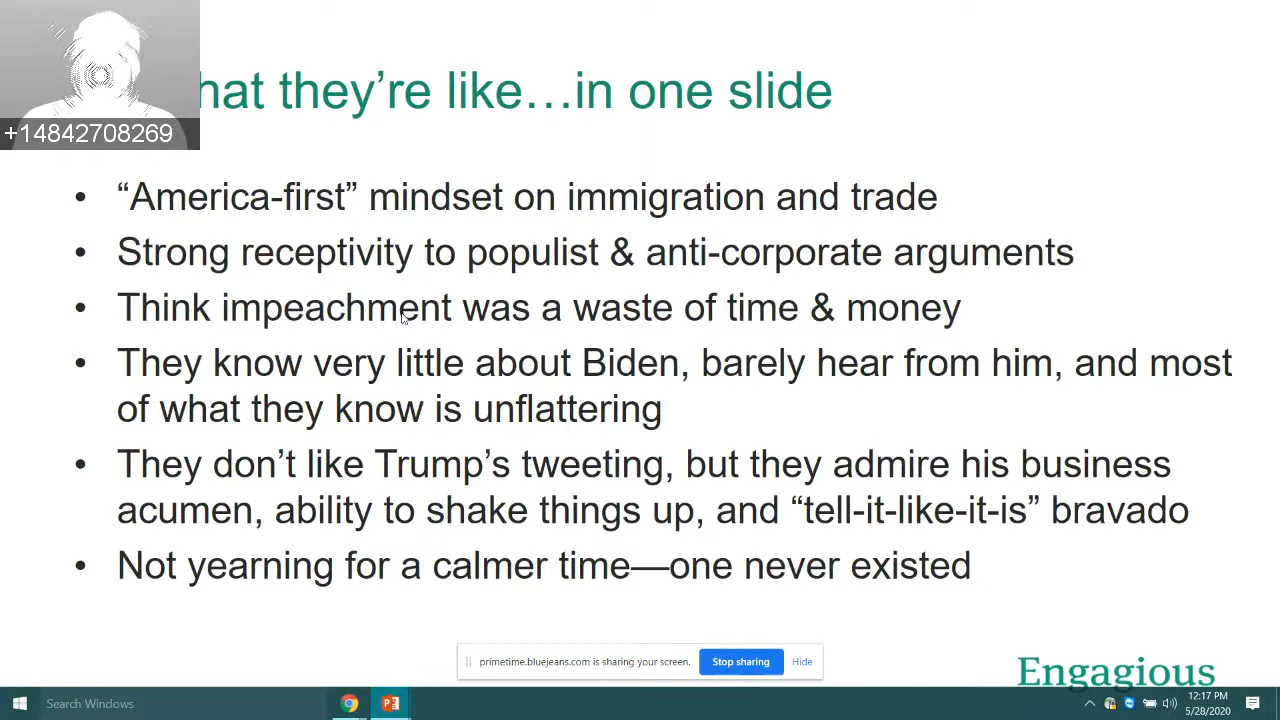 hat they’re like…in one slide
+14842708269
• “America-first” mindset on immigration and trade
• Strong receptivity to populist & anti-corporate arguments
• Think impeachment was a waste of time & money
• They know very little about Biden, barely hear from him, and most
of what they know is unflattering
• They don’t like Trump’s tweeting, but they admire his business
acumen, ability to shake things up, and “tell-it-like-it-is” bravado
• Not yearning for a calmer time—one never existed
primetime.bluejeans.com is sharing your screen. Stop sharing Hide
Engagious
Search Windows
12:17 PM
5/28/2020